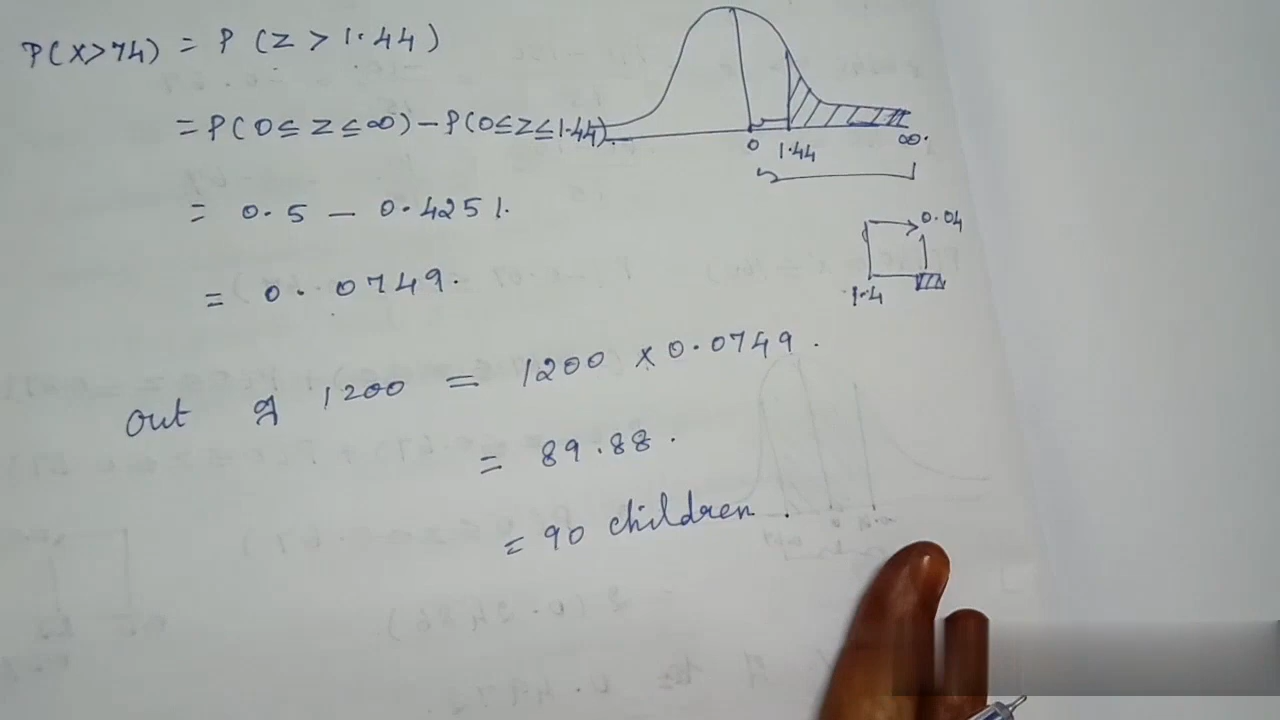 P(X>74) = P (Z > 1.44)
= P(0 ≤ Z ≤ ∞) - P(0 ≤ Z ≤ 1.44).
0 1.44 ∞.
= 0.5 - 0.4251.
0.04
= 0.0749.
1.4
Out of 1200 = 1200 x 0.0749.
= 89.88.
= 90 children.